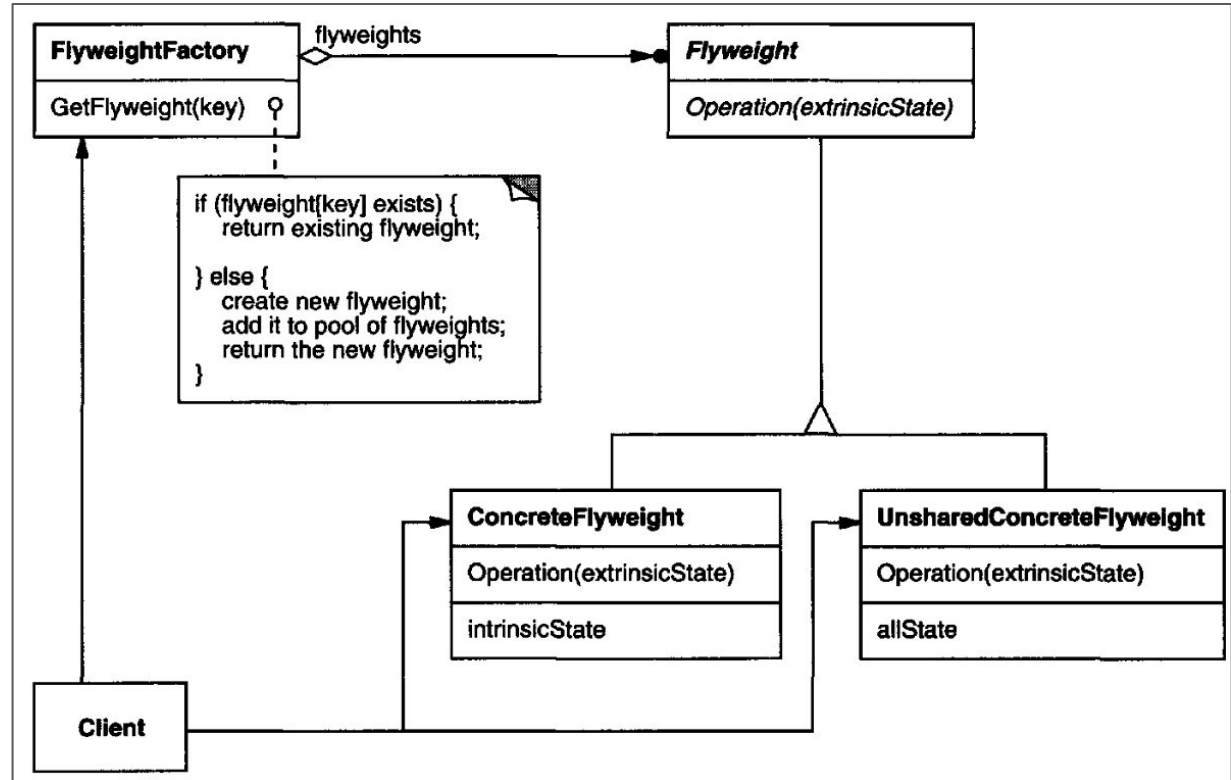 flyweights
FlyweightFactory
GetFlyweight(key)
Flyweight
Operation(extrinsicState)
if (flyweight[key] exists) {
return existing flyweight;
} else {
create new flyweight;
add it to pool of flyweights;
return the new flyweight;
}
ConcreteFlyweight
Operation(extrinsicState)
intrinsicState
UnsharedConcreteFlyweight
Operation(extrinsicState)
allState
Client